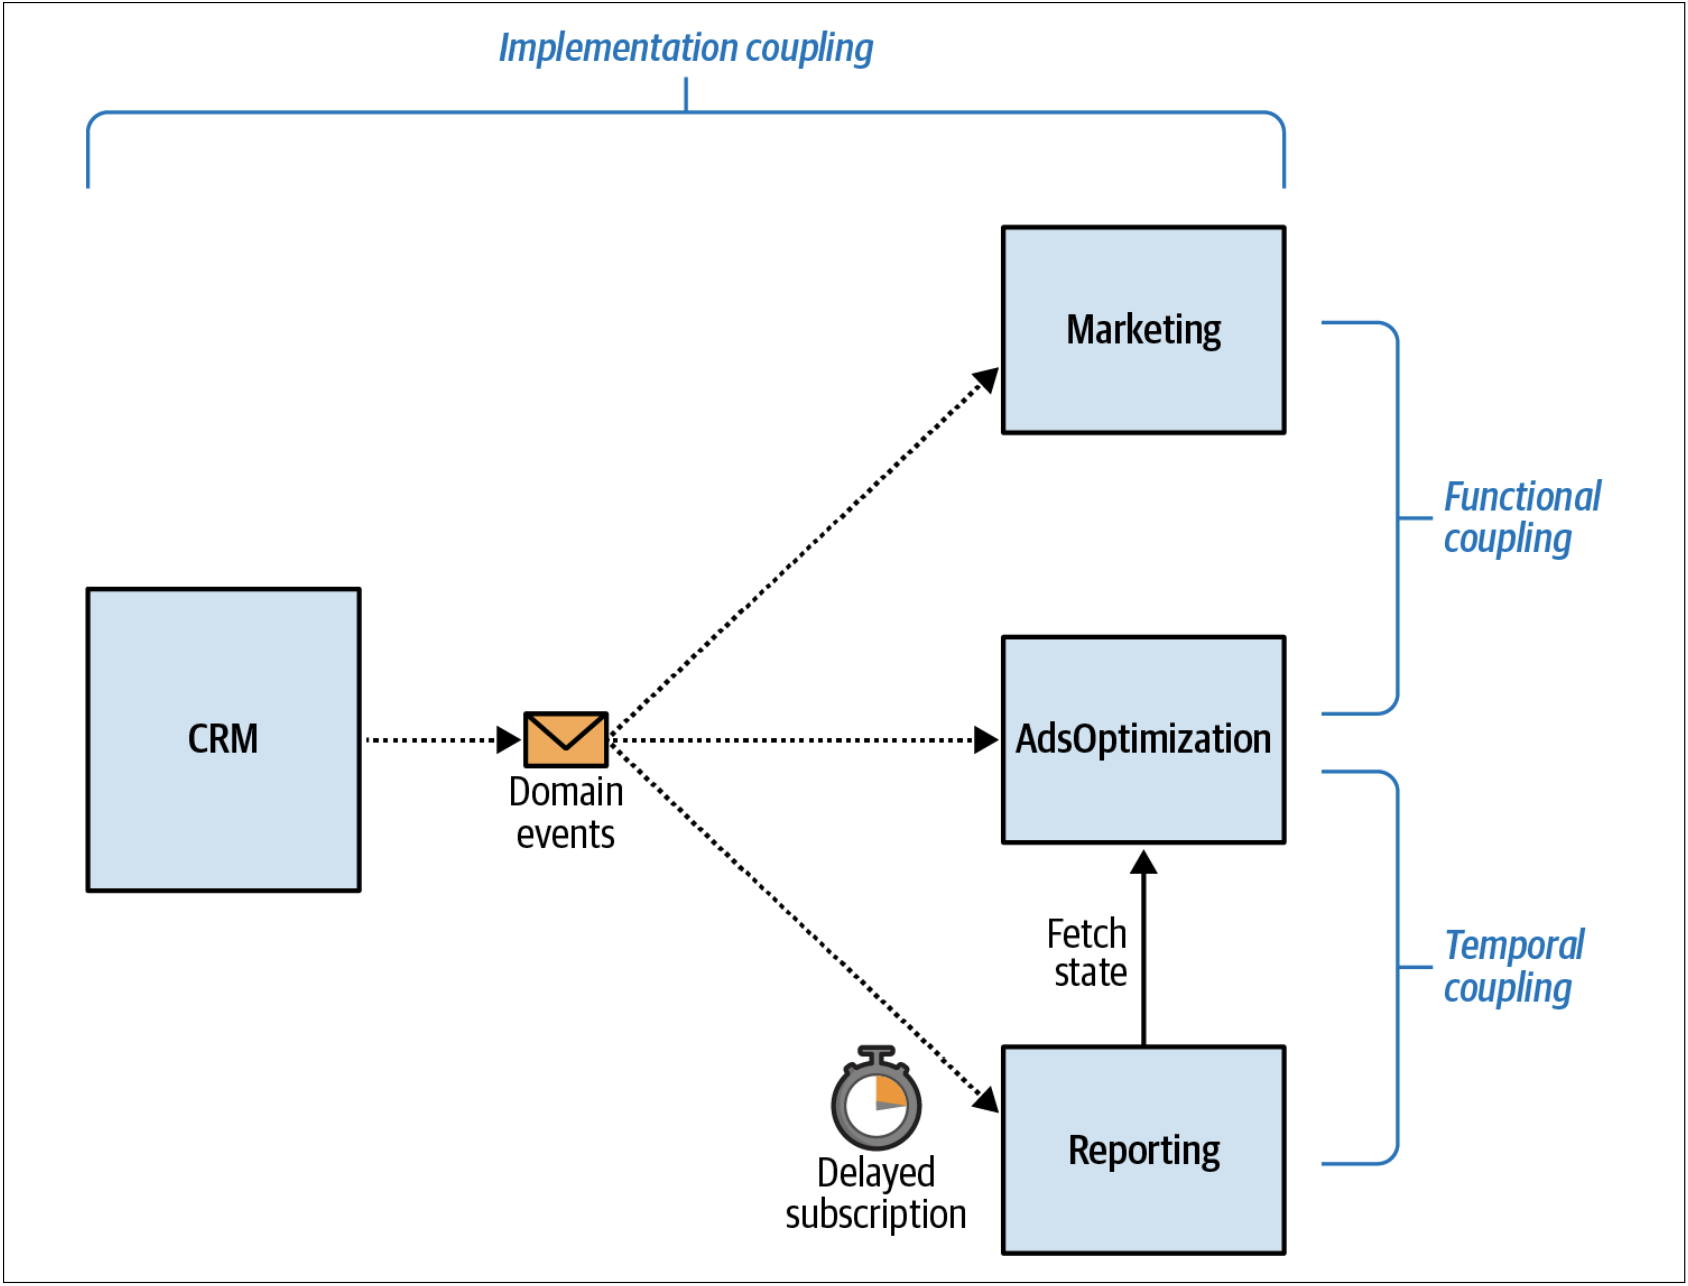 Implementation coupling
Marketing
Functional
coupling
CRM
AdsOptimization
Domain
events
Fetch
state
Temporal
coupling
Delayed
subscription
Reporting